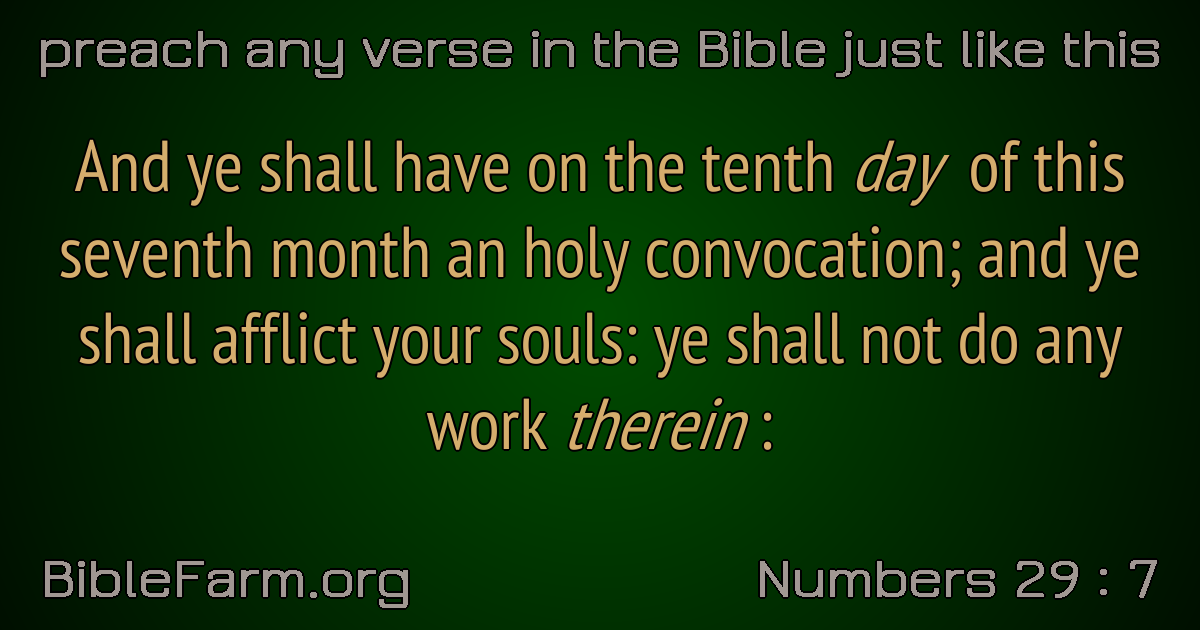 preach any verse in the Bible just like this
And ye shall have on the tenth day of this
seventh month an holy convocation; and ye
shall afflict your souls: ye shall not do any
work therein :
BibleFarm.org
Numbers 29 : 7